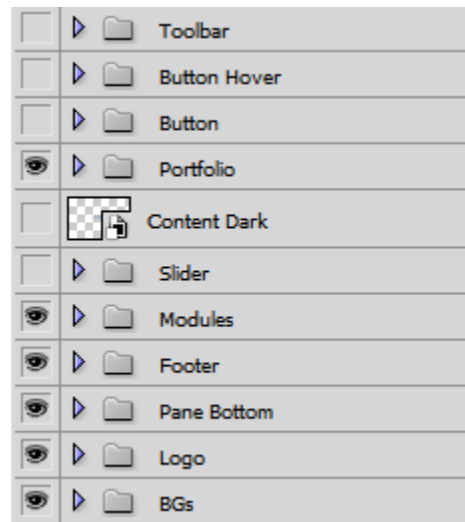 Toolbar
Button Hover
Button
Portfolio
Content Dark
Slider
Modules
Footer
Pane Bottom
Logo
BGs